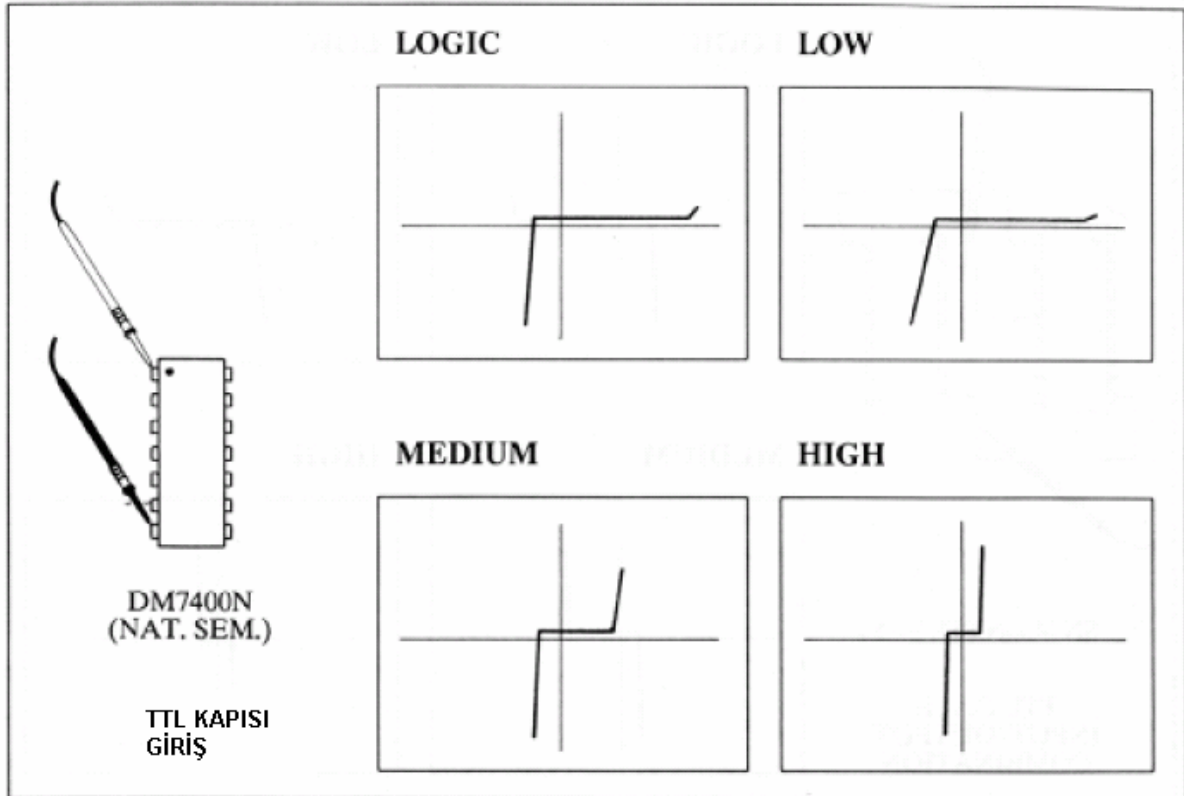 LOGIC
LOW
MEDIUM
HIGH
DM7400N
(NAT. SEM.)
TTL KAPISI
GİRİŞ